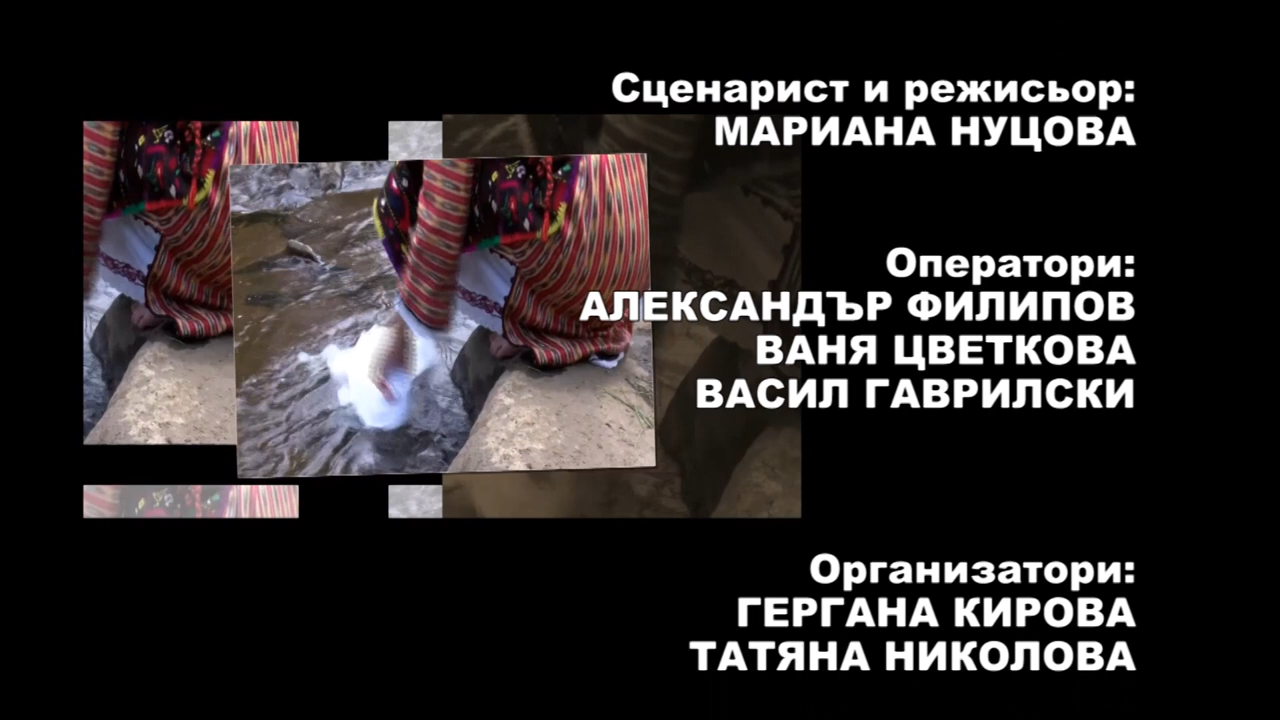 Сценарист и режисьор:
МАРИАНА НУЦОВА
Оператори:
АЛЕКСАНДЪР ФИЛИПОВ
ВАНЯ ЦВЕТКОВА
ВАСИЛ ГАВРИЛСКИ
Организатори:
ГЕРГАНА КИРОВА
ТАТЯНА НИКОЛОВА